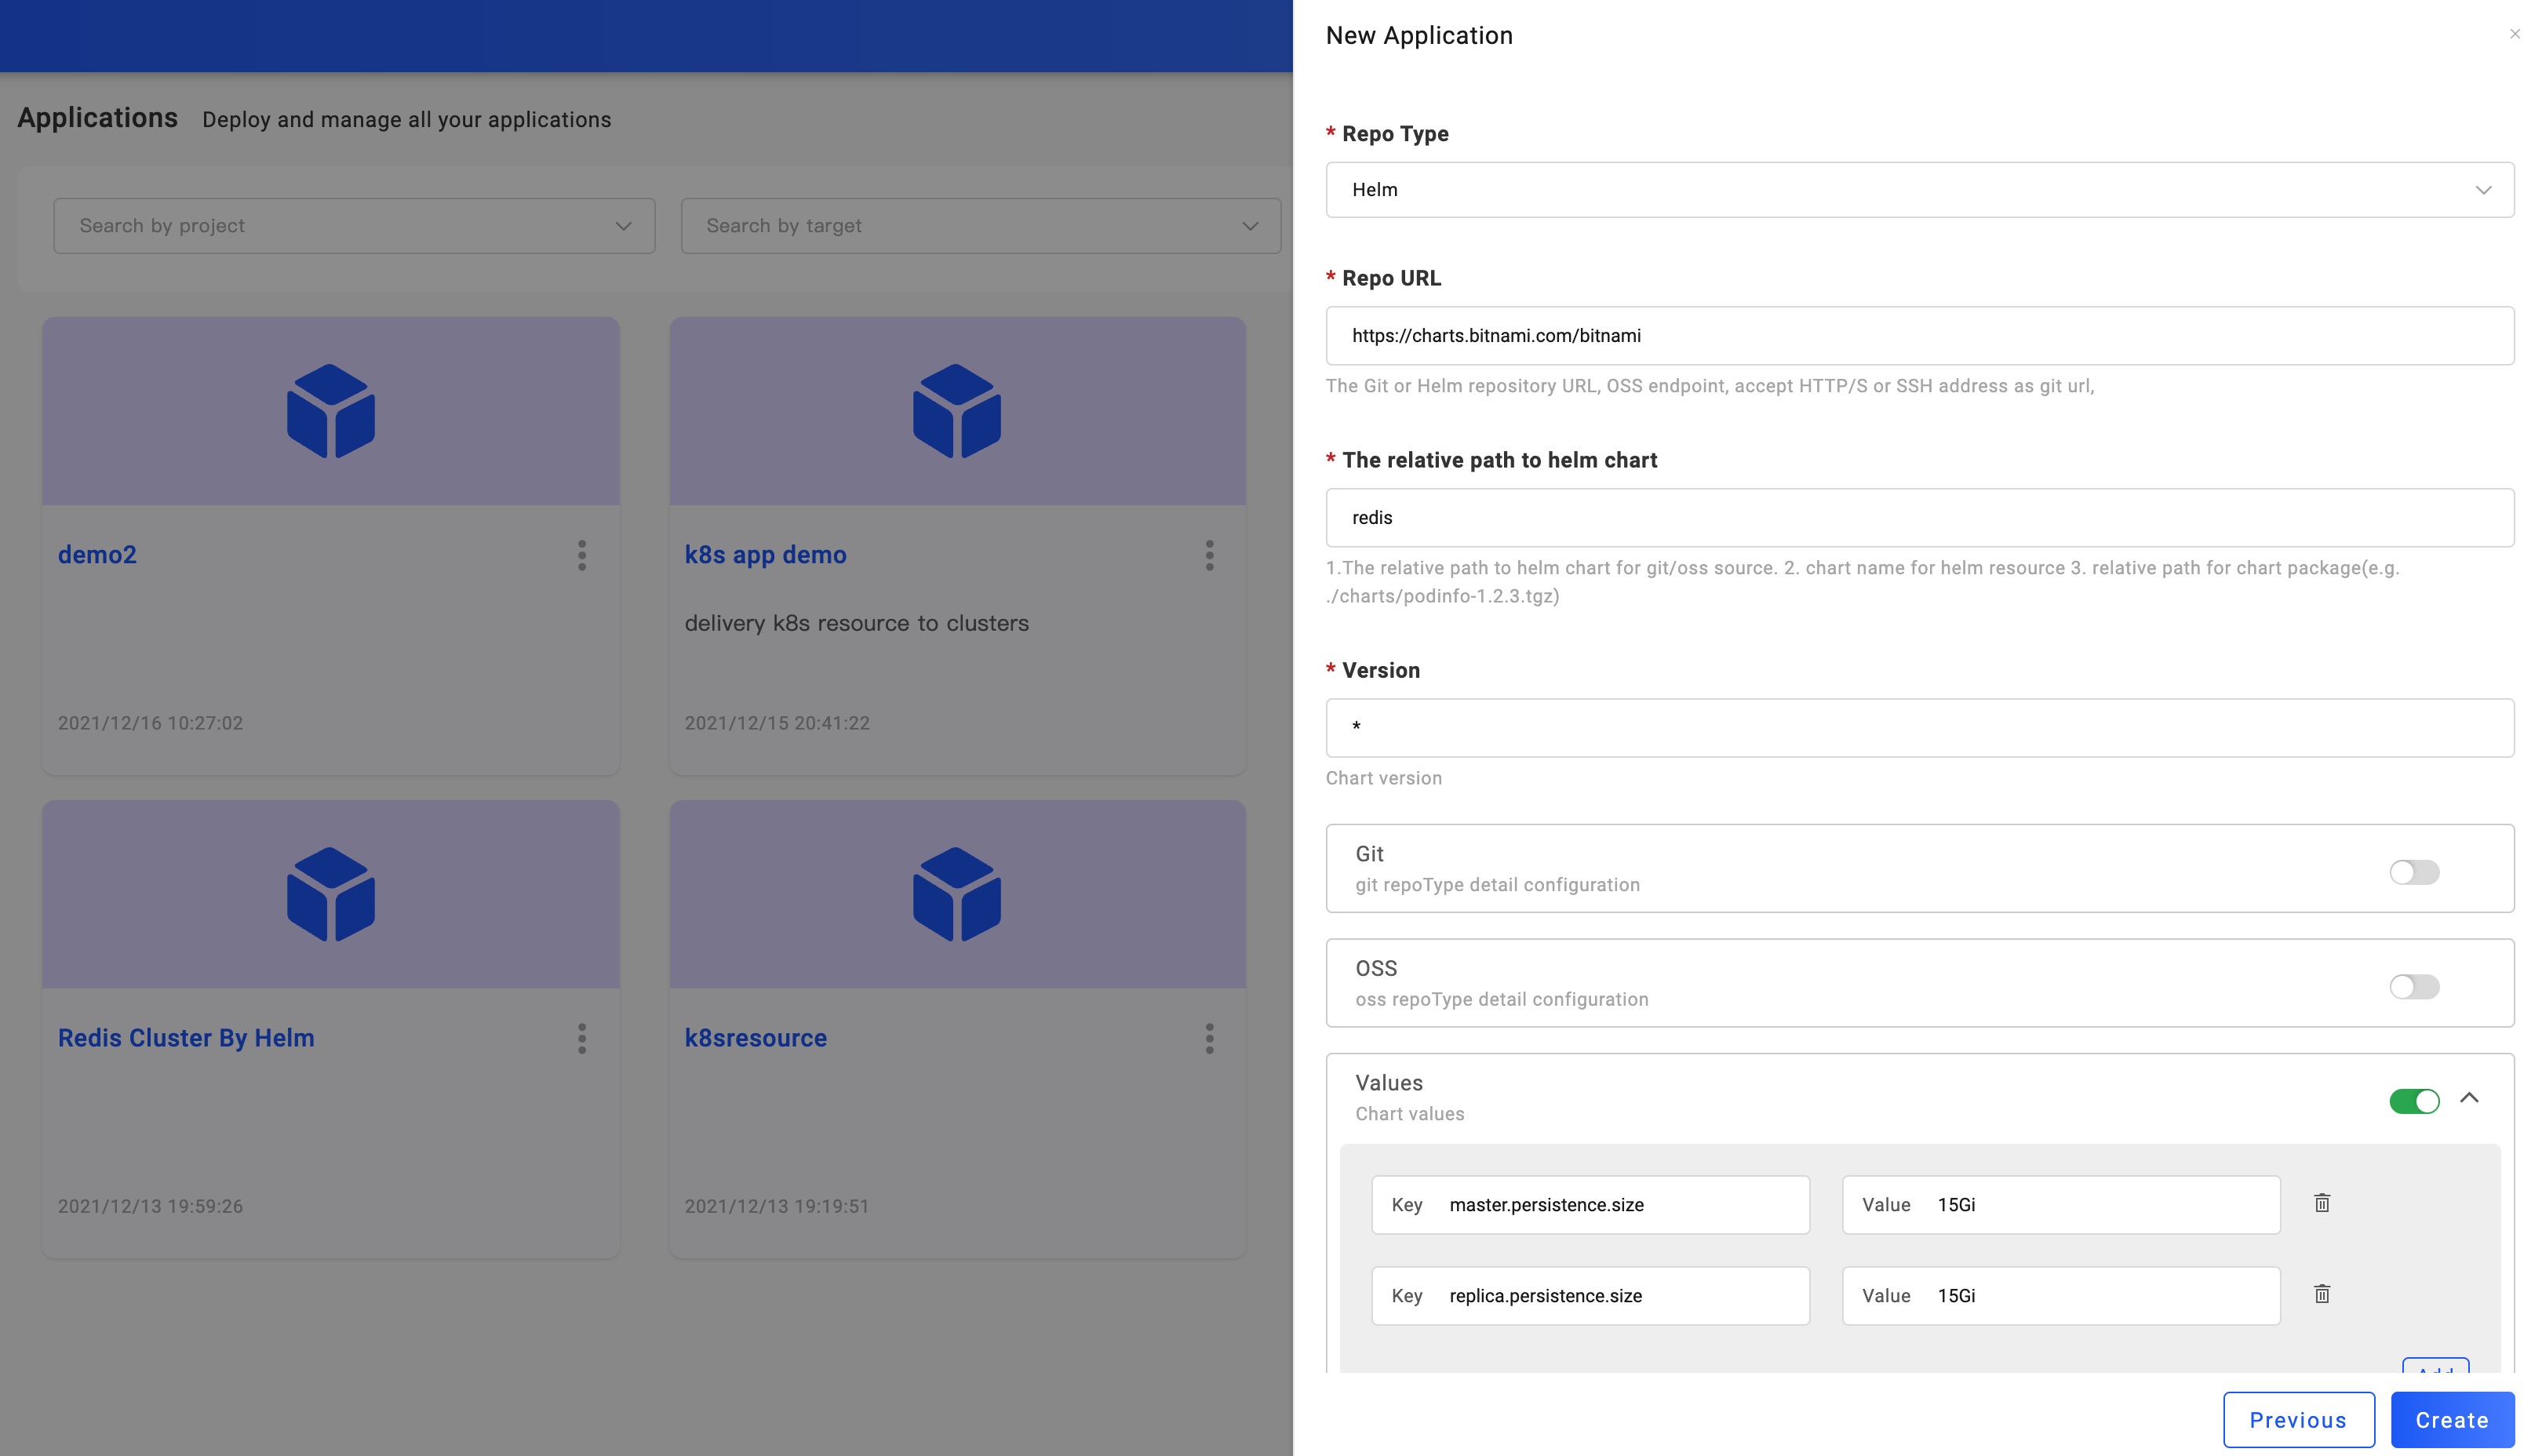 Applications Deploy and manage all your applications
Search by project
Search by target
demo2
2021/12/16 10:27:02
k8s app demo
delivery k8s resource to clusters
2021/12/15 20:41:22
Redis Cluster By Helm
2021/12/13 19:59:26
k8sresource
2021/12/13 19:19:51
New Application
* Repo Type
Helm
* Repo URL
https://charts.bitnami.com/bitnami
The Git or Helm repository URL, OSS endpoint, accept HTTP/S or SSH address as git url,
* The relative path to helm chart
redis
1.The relative path to helm chart for git/oss source. 2. chart name for helm resource 3. relative path for chart package(e.g.
./charts/podinfo-1.2.3.tgz)
* Version
*
Chart version
Git
git repoType detail configuration
OSS
oss repoType detail configuration
Values
Chart values
Key master.persistence.size Value 15Gi
Key replica.persistence.size Value 15Gi
Add
Previous
Create